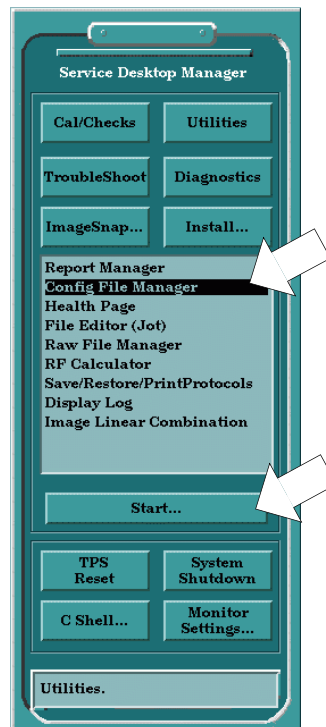 Service Desktop Manager
Cal/Checks Utilities
TroubleShoot Diagnostics
ImageSnap... Install...
Report Manager
Config File Manager
Health Page
File Editor (Jot)
Raw File Manager
RF Calculator
Save/Restore/PrintProtocols
Display Log
Image Linear Combination
Start...
TPS
Reset
System
Shutdown
C Shell...
Monitor
Settings...
Utilities.